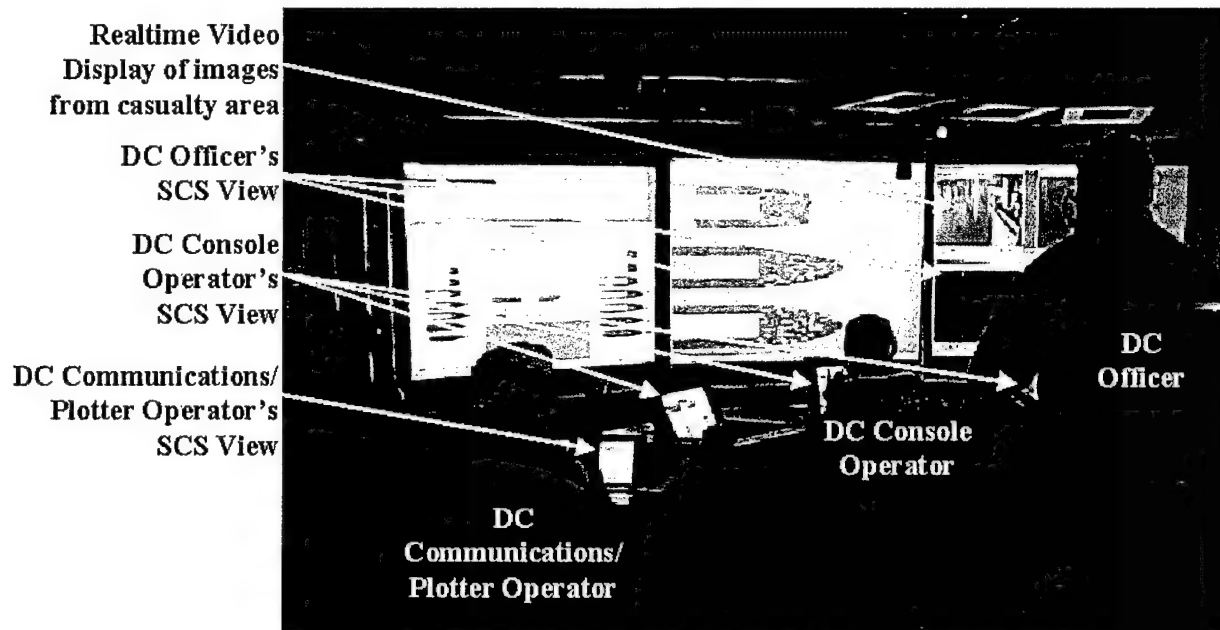 Realtime Video
Display of images
from casualty area
DC Officer's
SCS View
DC Console
Operator's
SCS View
DC Communications/
Plotter Operator's
SCS View
DC
Officer
DC Console
Operator
DC
Communications/
Plotter Operator